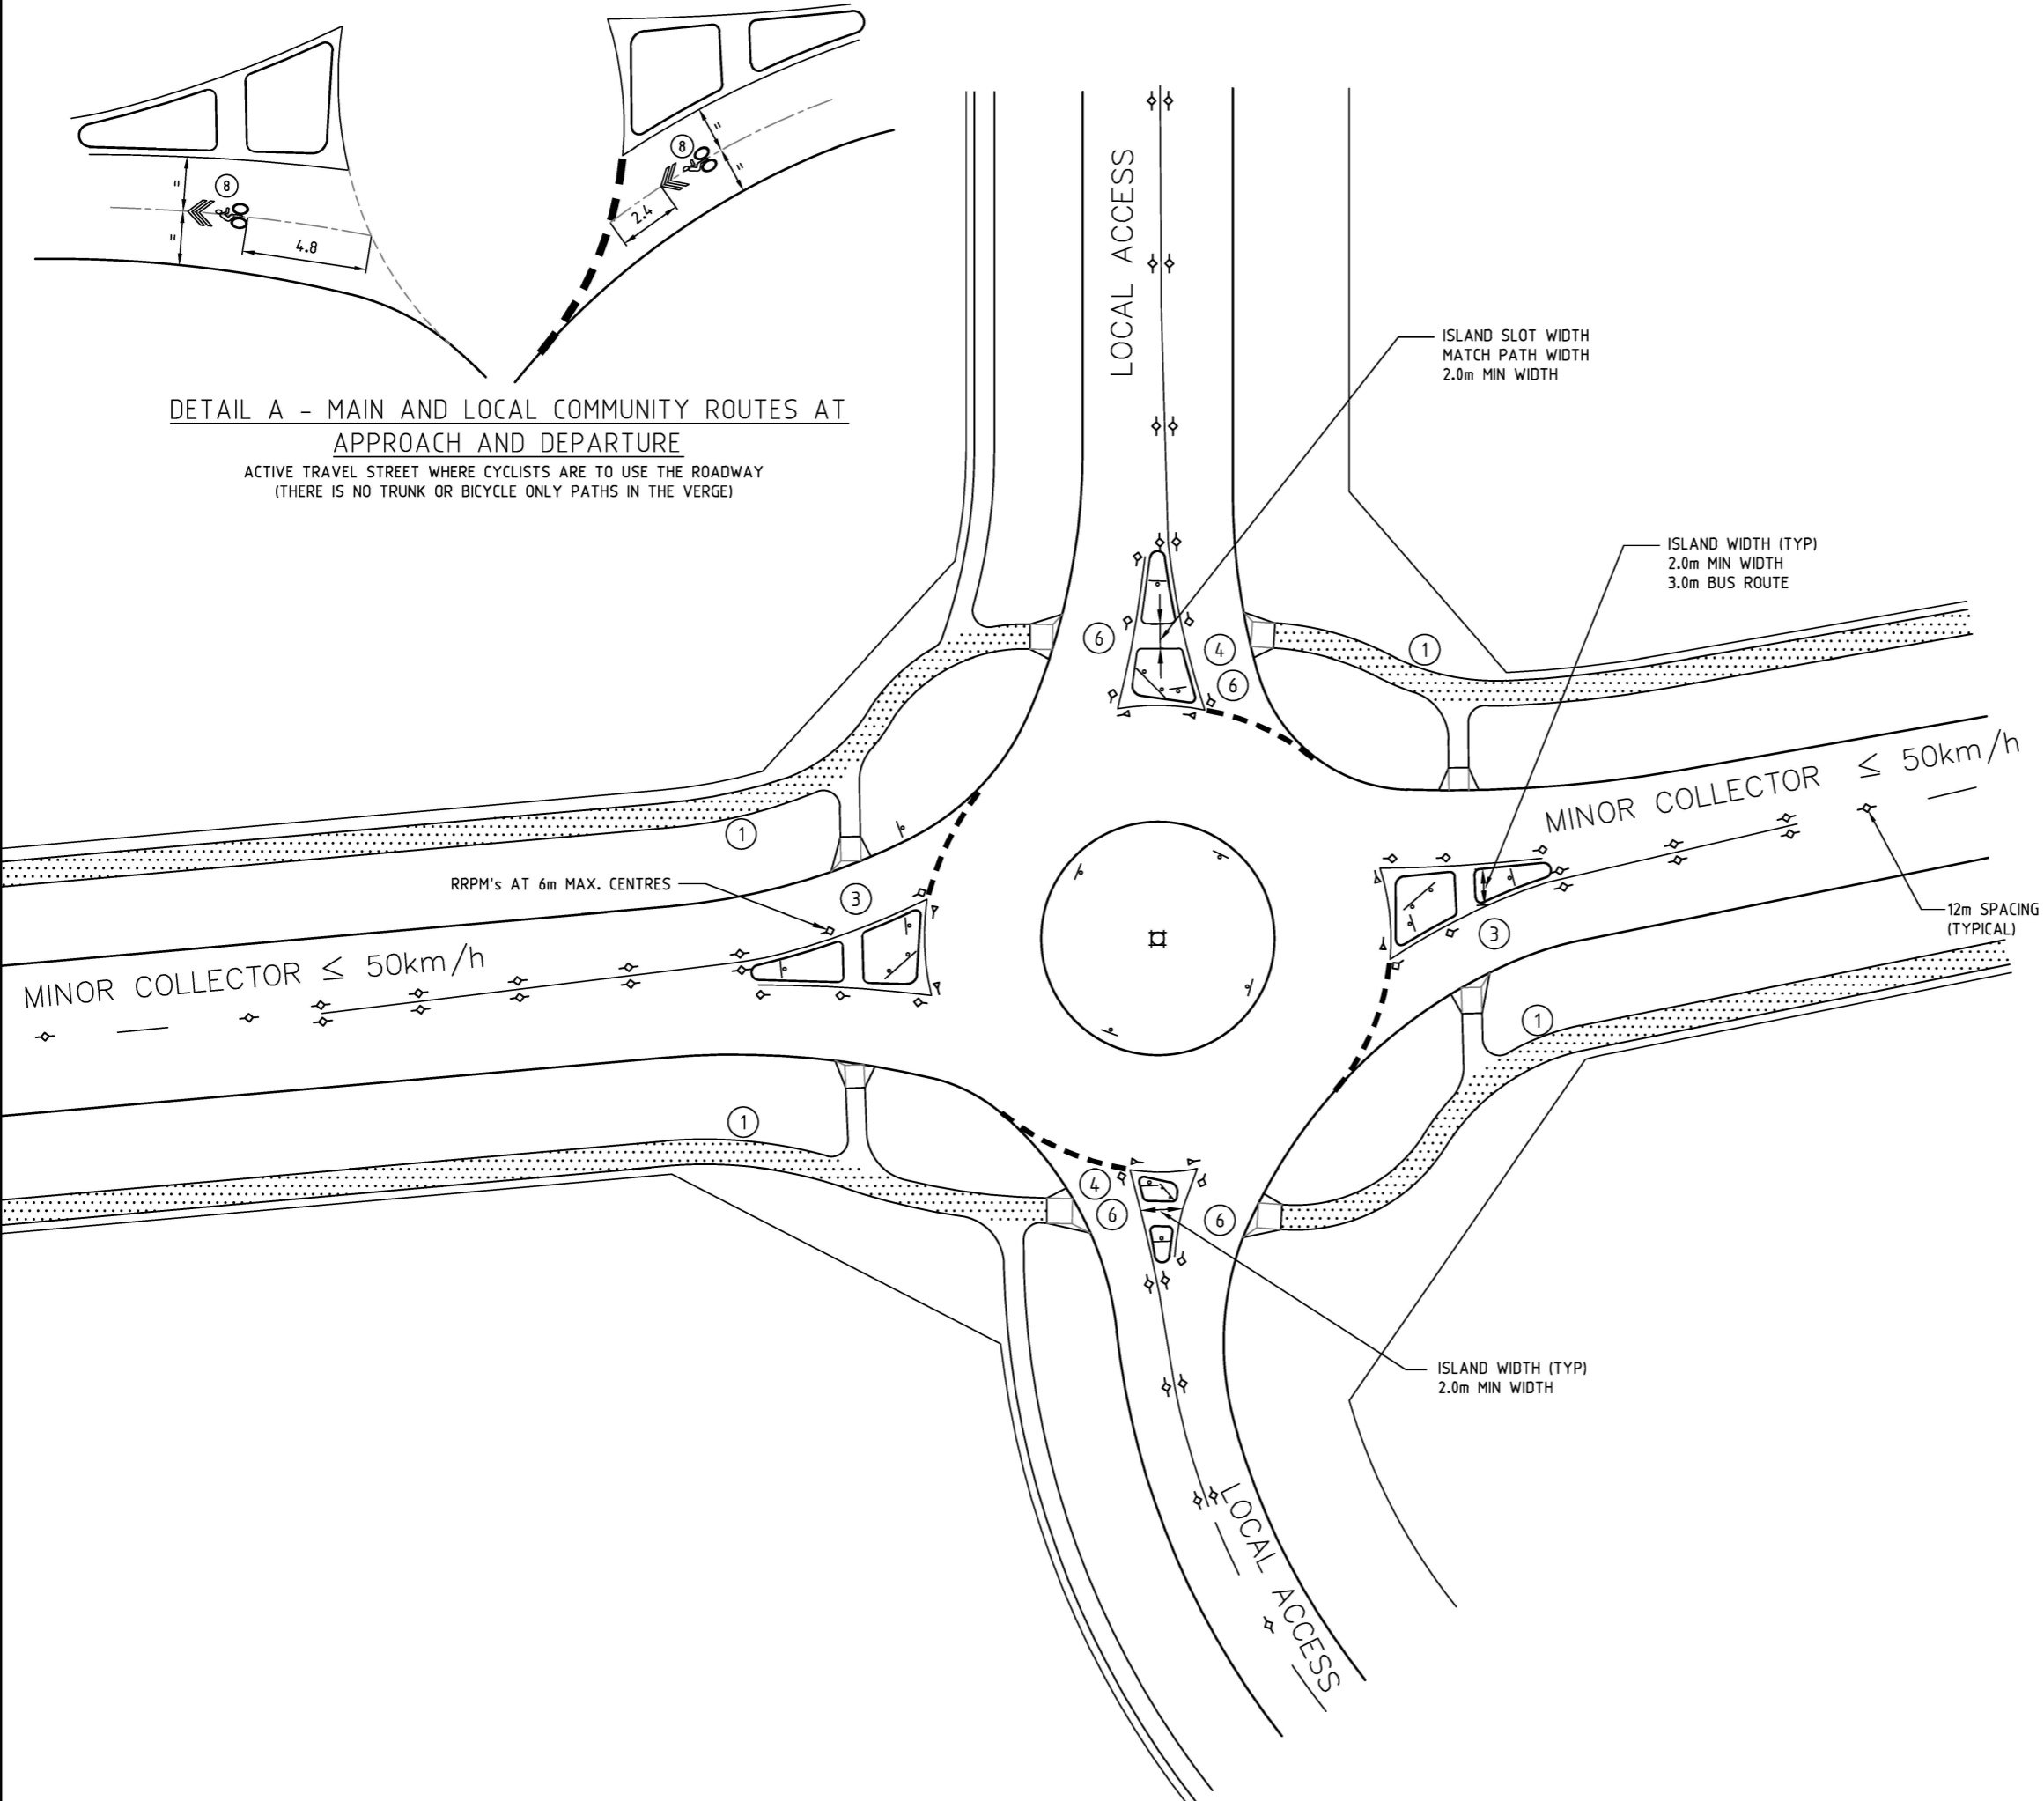 8
8
"
"
"
"
4.8
2.4
DETAIL A - MAIN AND LOCAL COMMUNITY ROUTES AT
APPROACH AND DEPARTURE
ACTIVE TRAVEL STREET WHERE CYCLISTS ARE TO USE THE ROADWAY
(THERE IS NO TRUNK OR BICYCLE ONLY PATHS IN THE VERGE)
LOCAL ACCESS
ISLAND SLOT WIDTH
MATCH PATH WIDTH
2.0m MIN WIDTH
ISLAND WIDTH (TYP)
2.0m MIN WIDTH
3.0m BUS ROUTE
6
4
6
1
MINOR COLLECTOR ≤ 50km/h
1
RRPM's AT 6m MAX. CENTRES
3
3
12m SPACING
(TYPICAL)
MINOR COLLECTOR ≤ 50km/h
1
1
4
6
6
ISLAND WIDTH (TYP)
2.0m MIN WIDTH
LOCAL ACCESS